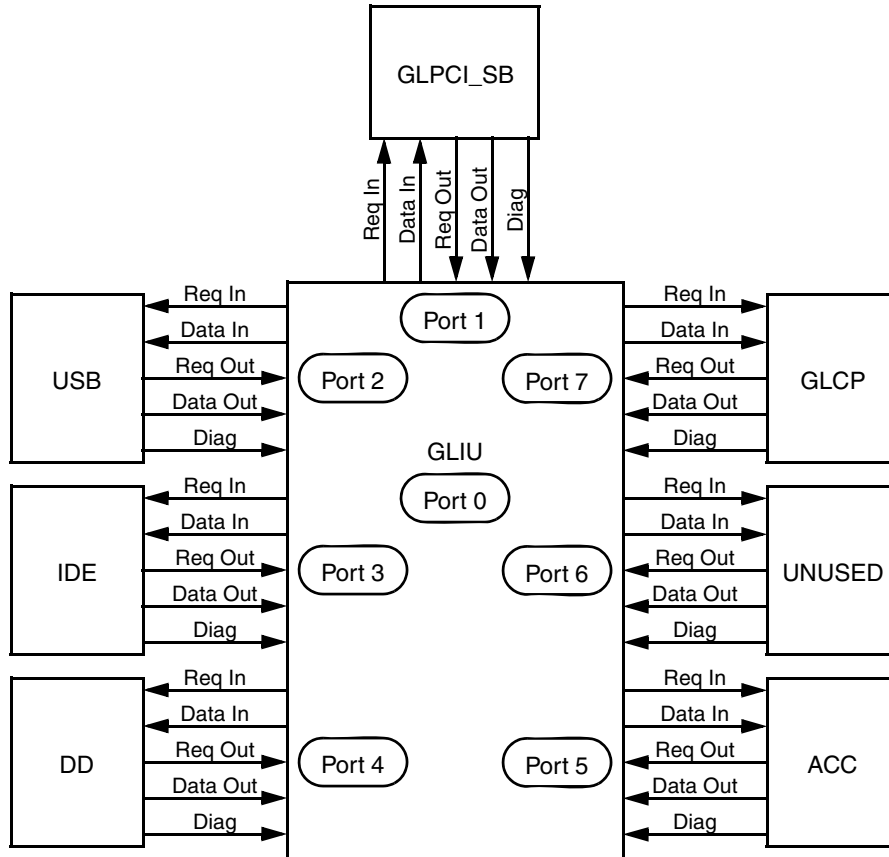 GLPCI_SB
Req In
Data In
Req Out
Data Out
Diag
USB
Req In
Data In
Req Out
Data Out
Diag
Port 1
Port 2
Port 7
GLIU
Port 0
Req In
Data In
Req Out
Data Out
Diag
GLCP
IDE
Req In
Data In
Req Out
Data Out
Diag
Port 3
Port 6
Req In
Data In
Req Out
Data Out
Diag
UNUSED
DD
Req In
Data In
Req Out
Data Out
Diag
Port 4
Port 5
Req In
Data In
Req Out
Data Out
Diag
ACC